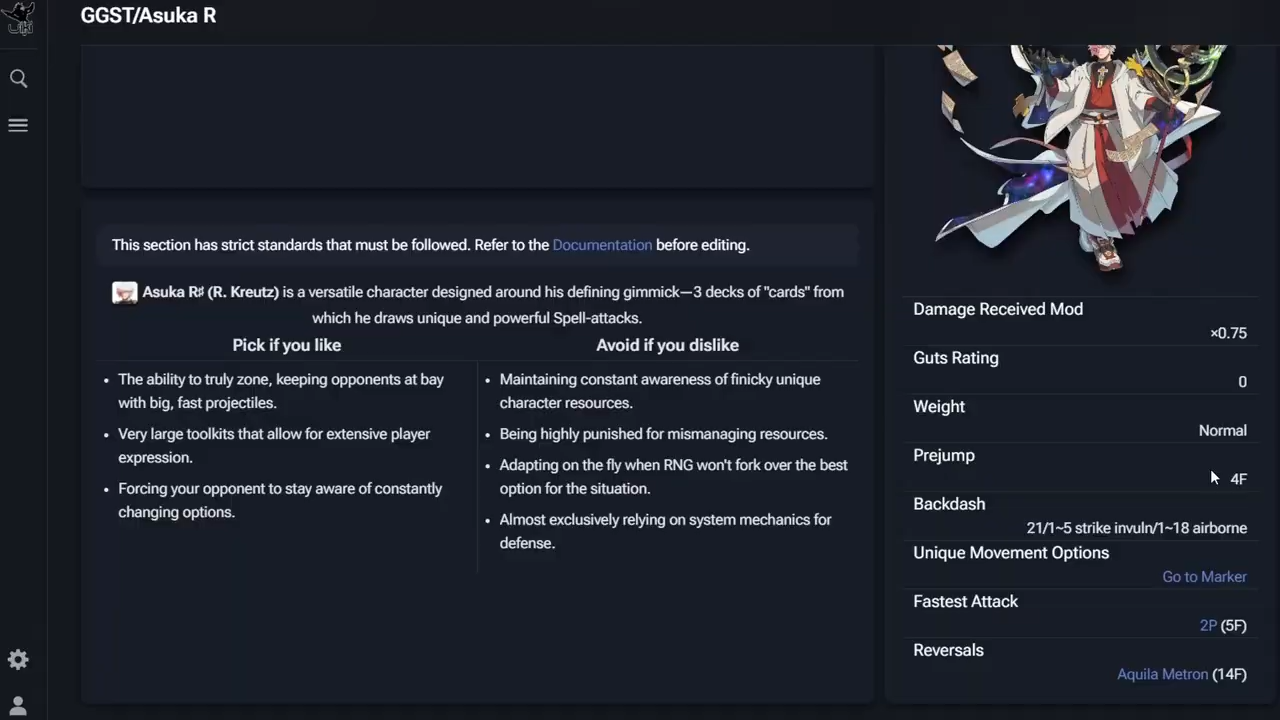 GGST/Asuka R
This section has strict standards that must be followed. Refer to the Documentation before editing.
Asuka R♯ (R. Kreutz) is a versatile character designed around his defining gimmick—3 decks of "cards" from
which he draws unique and powerful Spell-attacks.
Pick if you like
The ability to truly zone, keeping opponents at bay
with big, fast projectiles.
Very large toolkits that allow for extensive player
expression.
Forcing your opponent to stay aware of constantly
changing options.
Avoid if you dislike
Maintaining constant awareness of finicky unique
character resources.
Being highly punished for mismanaging resources.
Adapting on the fly when RNG won't fork over the best
option for the situation.
Almost exclusively relying on system mechanics for
defense.
Damage Received Mod
×0.75
Guts Rating
0
Weight
Normal
Prejump
4F
Backdash
21/1~5 strike invuln/1~18 airborne
Unique Movement Options
Go to Marker
Fastest Attack
2P (5F)
Reversals
Aquila Metron (14F)